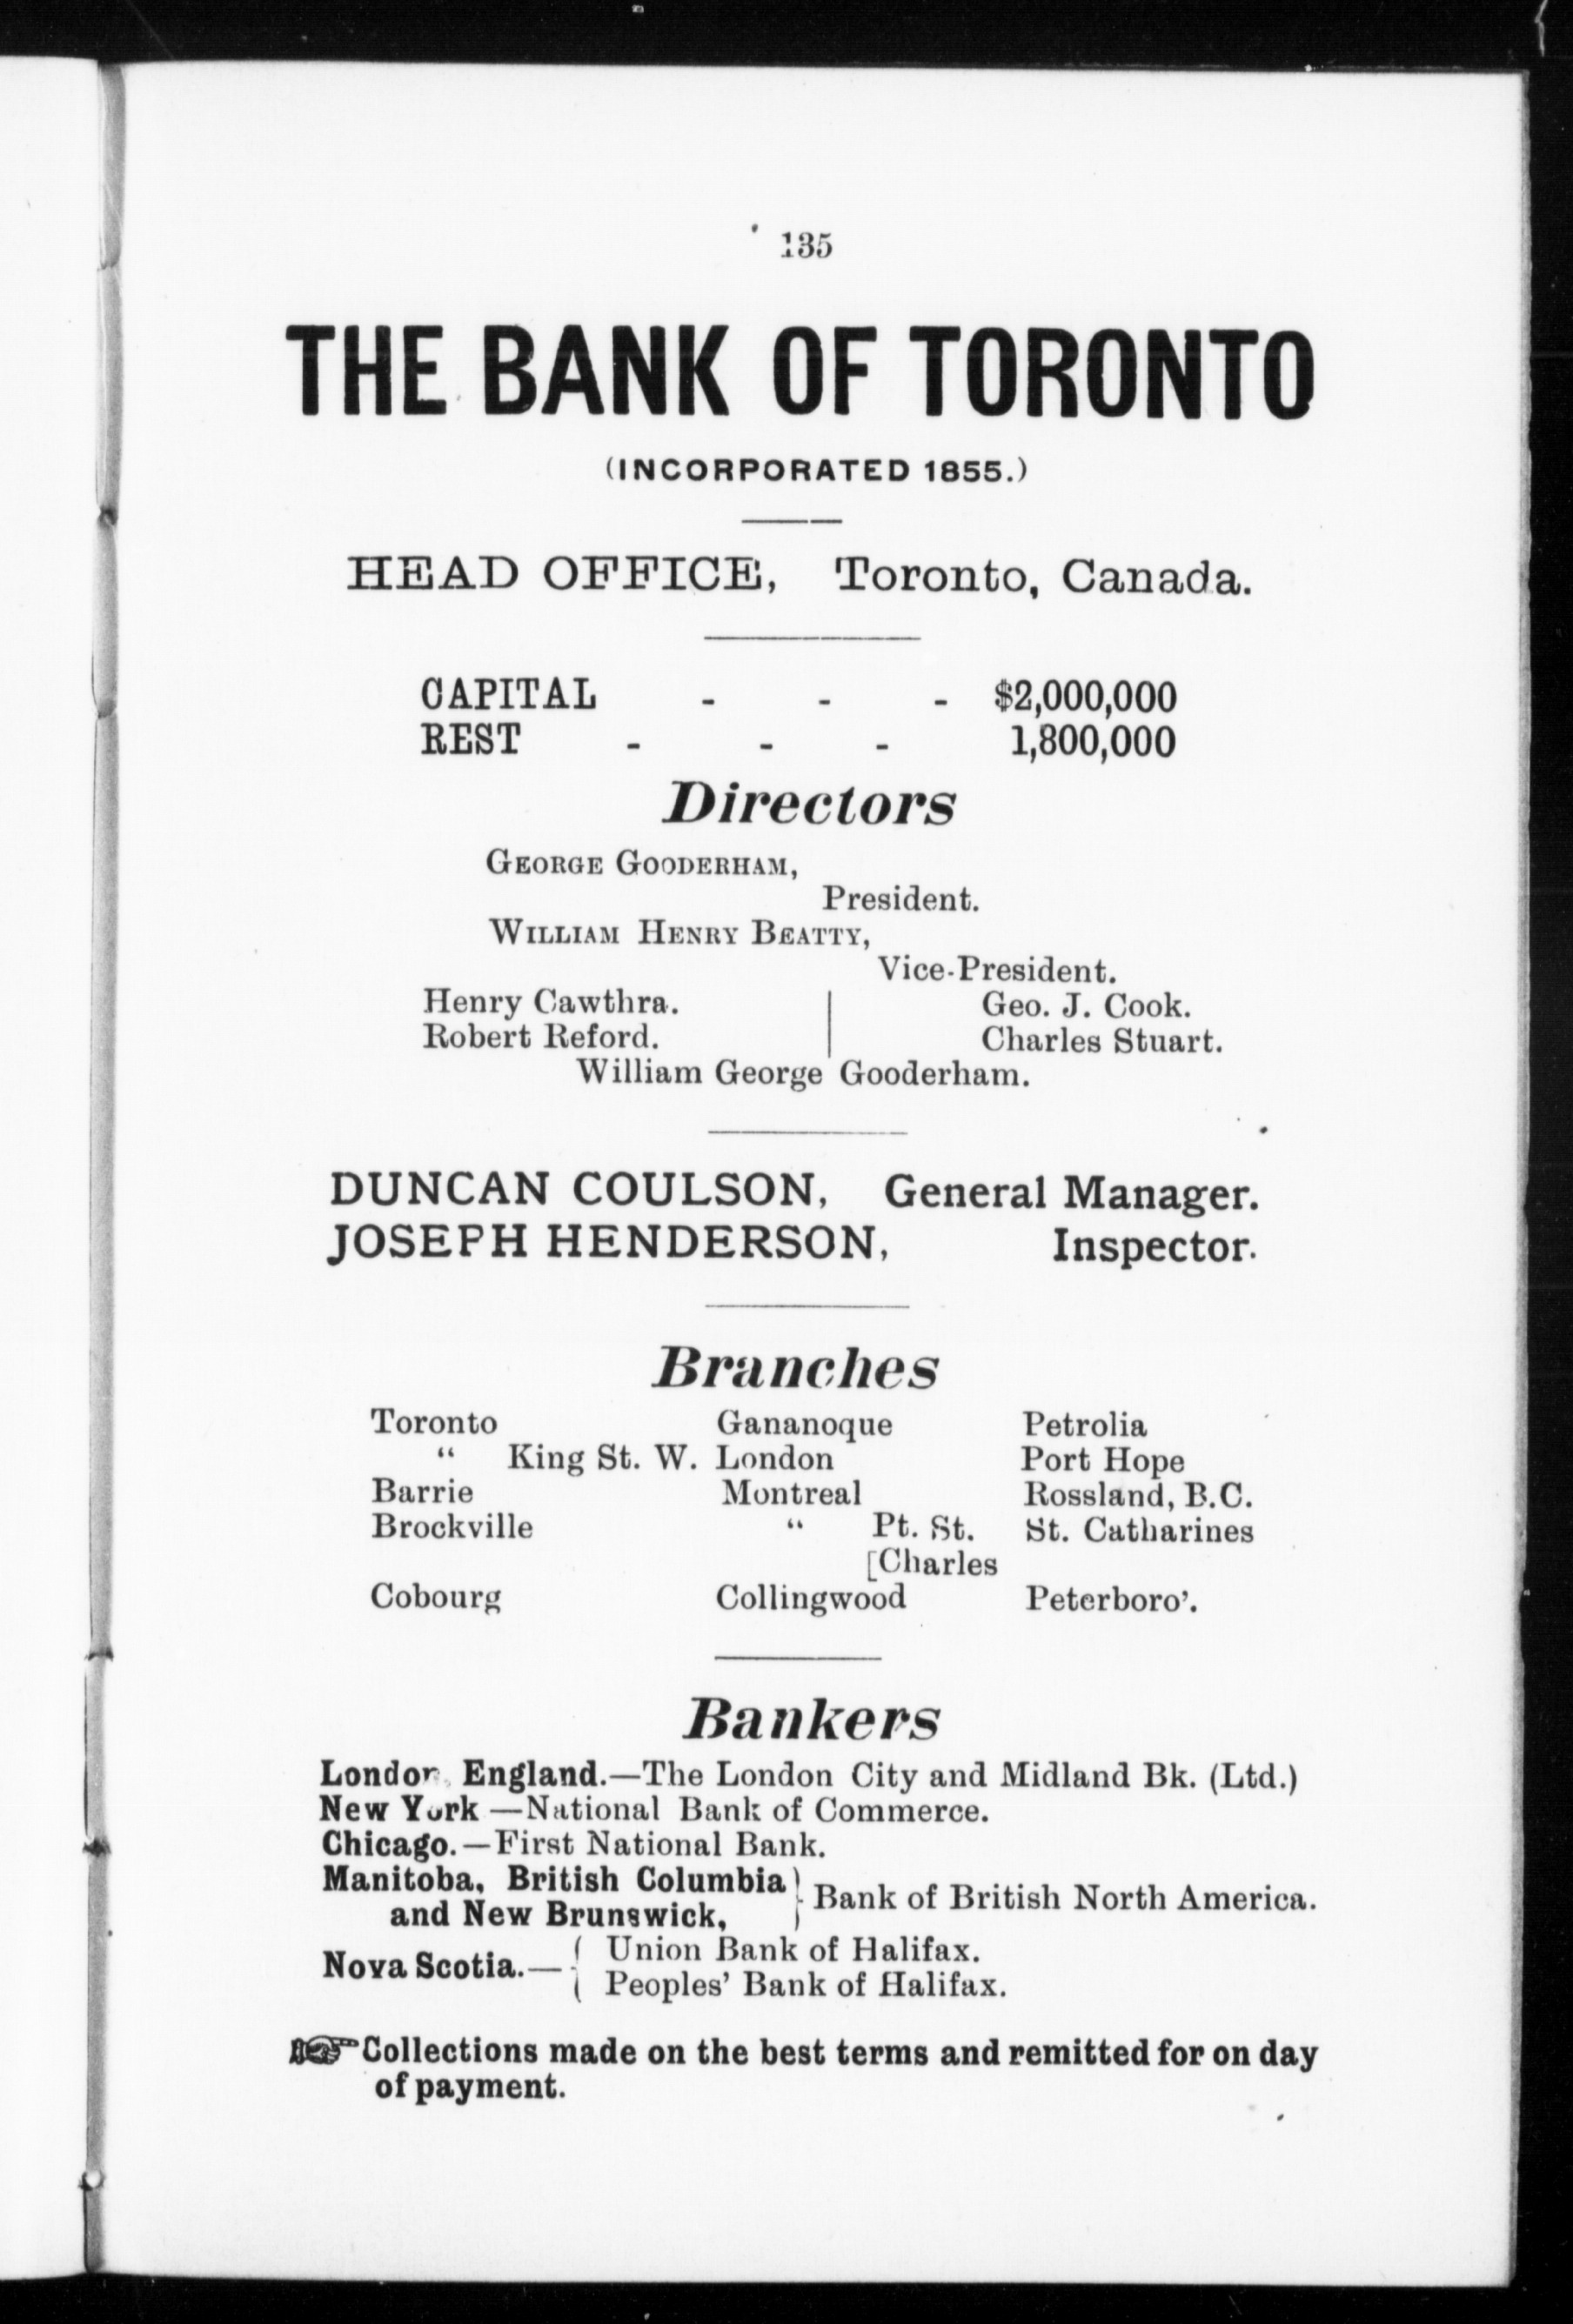 135
THE BANK OF TORONTO
(INCORPORATED 1855.)
HEAD OFFICE, Toronto, Canada.
CAPITAL - - - $2,000,000
REST - - - 1,800,000
Directors
GEORGE GOODERHAM,
President.
WILLIAM HENRY BEATTY,
Vice-President.
Henry Cawthra. | Geo. J. Cook.
Robert Reford. | Charles Stuart.
William George Gooderham.
DUNCAN COULSON, General Manager.
JOSEPH HENDERSON, Inspector.
Branches
Toronto Gananoque Petrolia
“ King St. W. London Port Hope
Barrie Montreal Rossland, B.C.
Brockville “ Pt. St. St. Catharines
[Charles
Cobourg Collingwood Peterboro’.
Bankers
London, England.—The London City and Midland Bk. (Ltd.)
New York —National Bank of Commerce.
Chicago.—First National Bank.
Manitoba, British Columbia
and New Brunswick, } Bank of British North America.
Nova Scotia.— { Union Bank of Halifax.
Peoples’ Bank of Halifax.
☞Collections made on the best terms and remitted for on day
of payment.